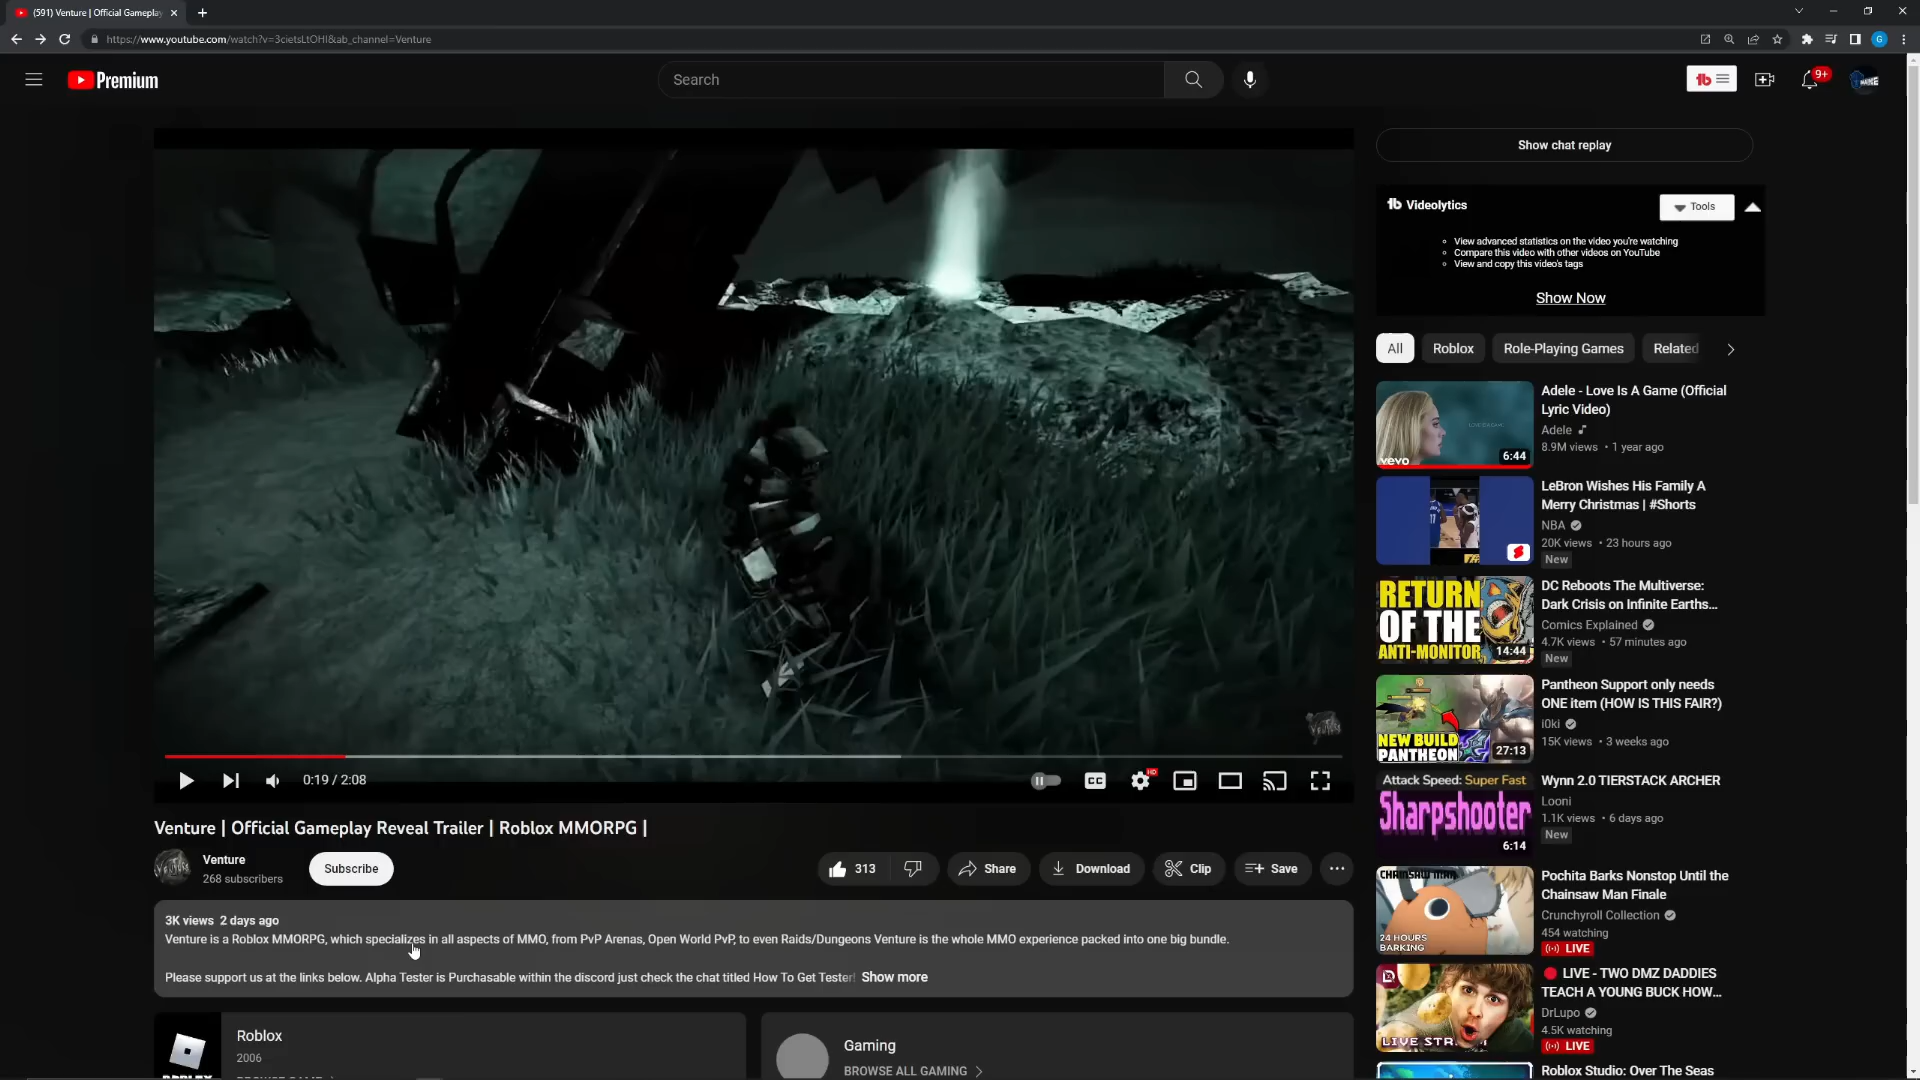 (591) Venture | Official Gameplay
https://www.youtube.com/watch?v=3cietsLtOHI&ab_channel=Venture
Premium
Search
9+
Show chat replay
Videolytics
Tools
View advanced statistics on the video you're watching
Compare this video with other videos on YouTube
View and copy this video's tags
Show Now
All
Roblox
Role-Playing Games
Related
Adele - Love Is A Game (Official
Lyric Video)
Adele
8.9M views • 1 year ago
vevo
6:44
LeBron Wishes His Family A
Merry Christmas | #Shorts
NBA
20K views • 23 hours ago
New
RETURN
OF THE
ANTI-MONITOR
14:44
DC Reboots The Multiverse:
Dark Crisis on Infinite Earths...
Comics Explained
4.7K views • 57 minutes ago
New
NEW BUILD
PANTHEON
27:13
Pantheon Support only needs
ONE item (HOW IS THIS FAIR?)
i0ki
15K views • 3 weeks ago
Attack Speed: Super Fast
Sharpshooter
6:14
Wynn 2.0 TIERSTACK ARCHER
Looni
1.1K views • 6 days ago
New
CHAINSAW MAN
24 HOURS
BARKING
Pochita Barks Nonstop Until the
Chainsaw Man Finale
Crunchyroll Collection
454 watching
LIVE
LIVE - TWO DMZ DADDIES
TEACH A YOUNG BUCK HOW...
DrLupo
4.5K watching
LIVE
Roblox Studio: Over The Seas
0:19 / 2:08
CC
HD
Venture | Official Gameplay Reveal Trailer | Roblox MMORPG |
Venture
268 subscribers
Subscribe
313
Share
Download
Clip
Save
3K views 2 days ago
Venture is a Roblox MMORPG, which specializes in all aspects of MMO, from PvP Arenas, Open World PvP, to even Raids/Dungeons Venture is the whole MMO experience packed into one big bundle.
Please support us at the links below. Alpha Tester is Purchasable within the discord just check the chat titled How To Get Tester! Show more
Roblox
2006
Gaming
BROWSE ALL GAMING